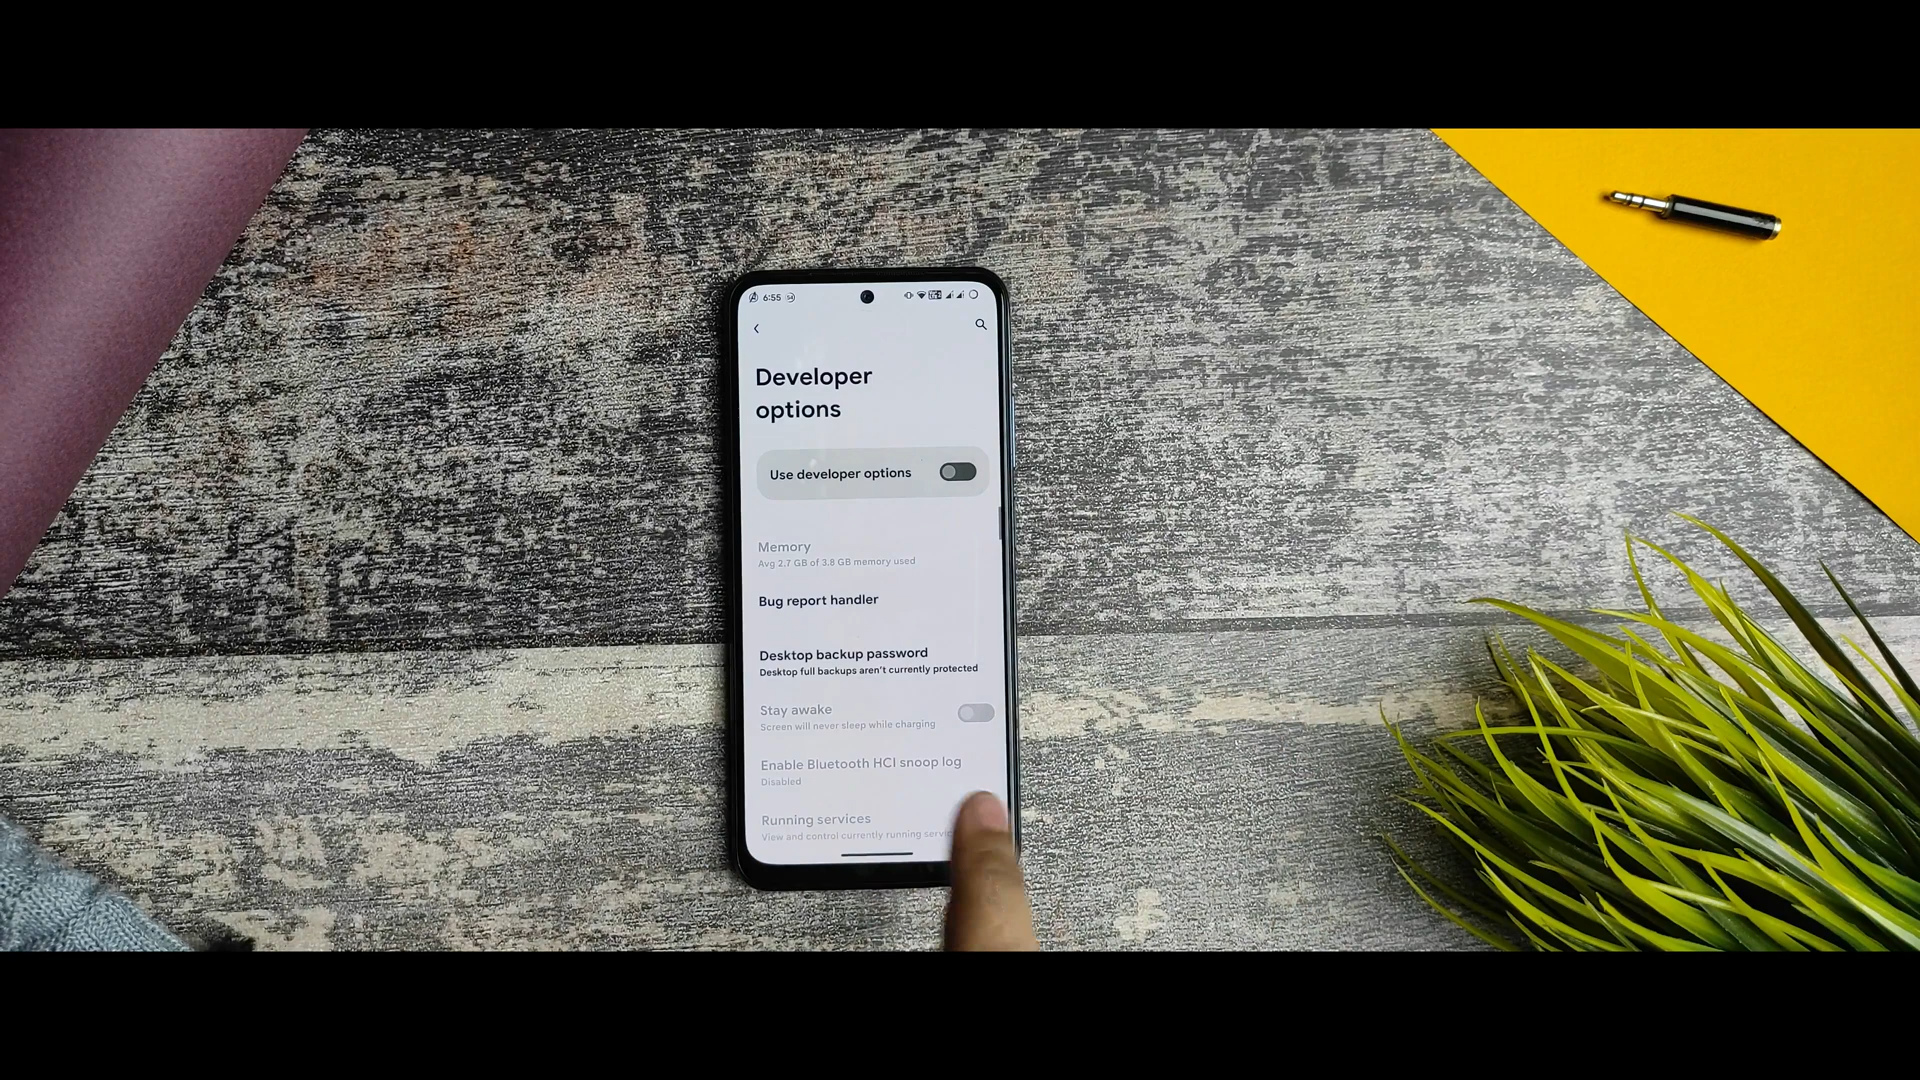 6:55
Developer
options
Use developer options
Memory
Avg 2.7 GB of 3.8 GB memory used
Bug report handler
Desktop backup password
Desktop full backups aren't currently protected
Stay awake
Screen will never sleep while charging
Enable Bluetooth HCI snoop log
Disabled
Running services
View and control currently running